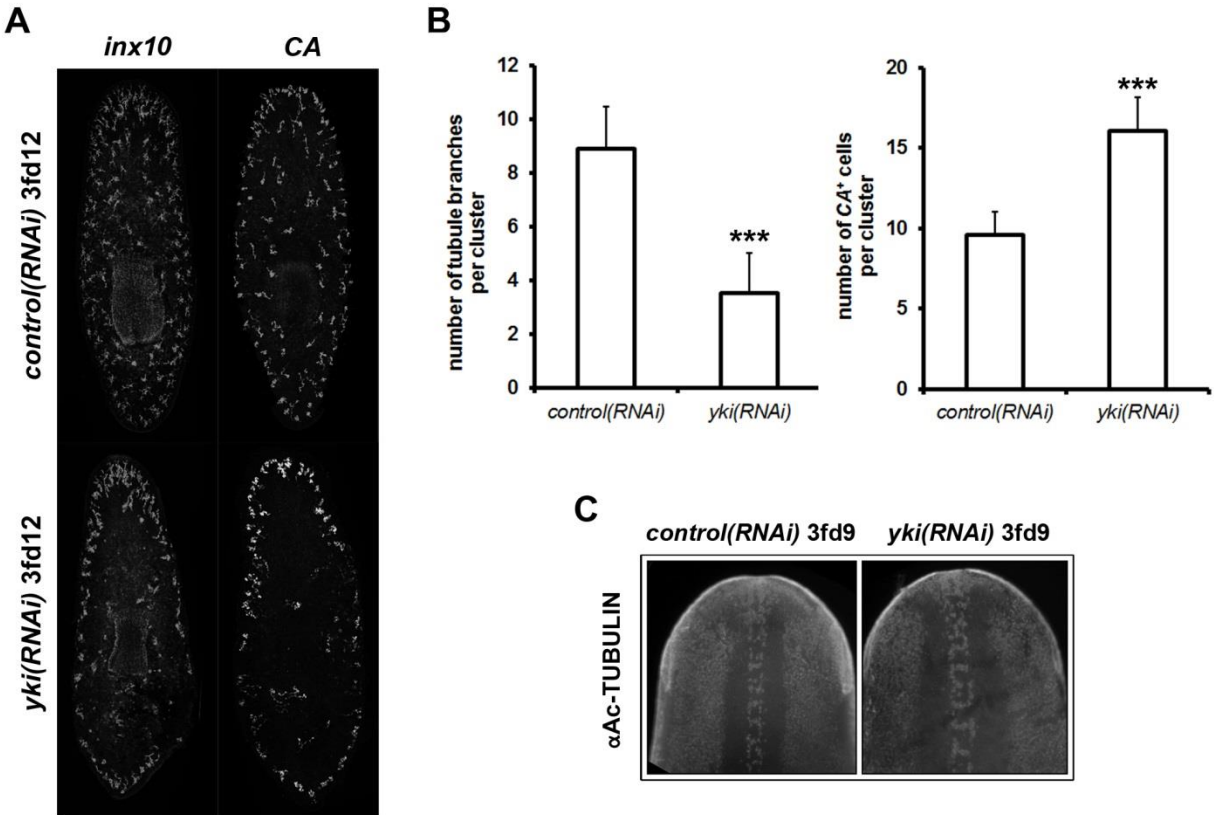 A
inx10
CA
control(RNAi) 3fd12
yki(RNAi) 3fd12
B
number of tubule branches
per cluster
12
10
8
6
4
2
0
***
control(RNAi)
yki(RNAi)
number of CA⁺ cells
per cluster
20
15
10
5
0
***
control(RNAi)
yki(RNAi)
C
control(RNAi) 3fd9
yki(RNAi) 3fd9
αAc-TUBULIN